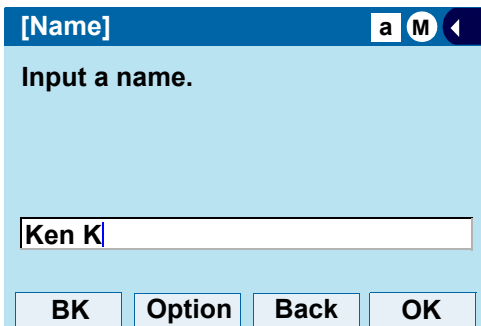 [Name] a M
Input a name.
Ken K
BK Option Back OK